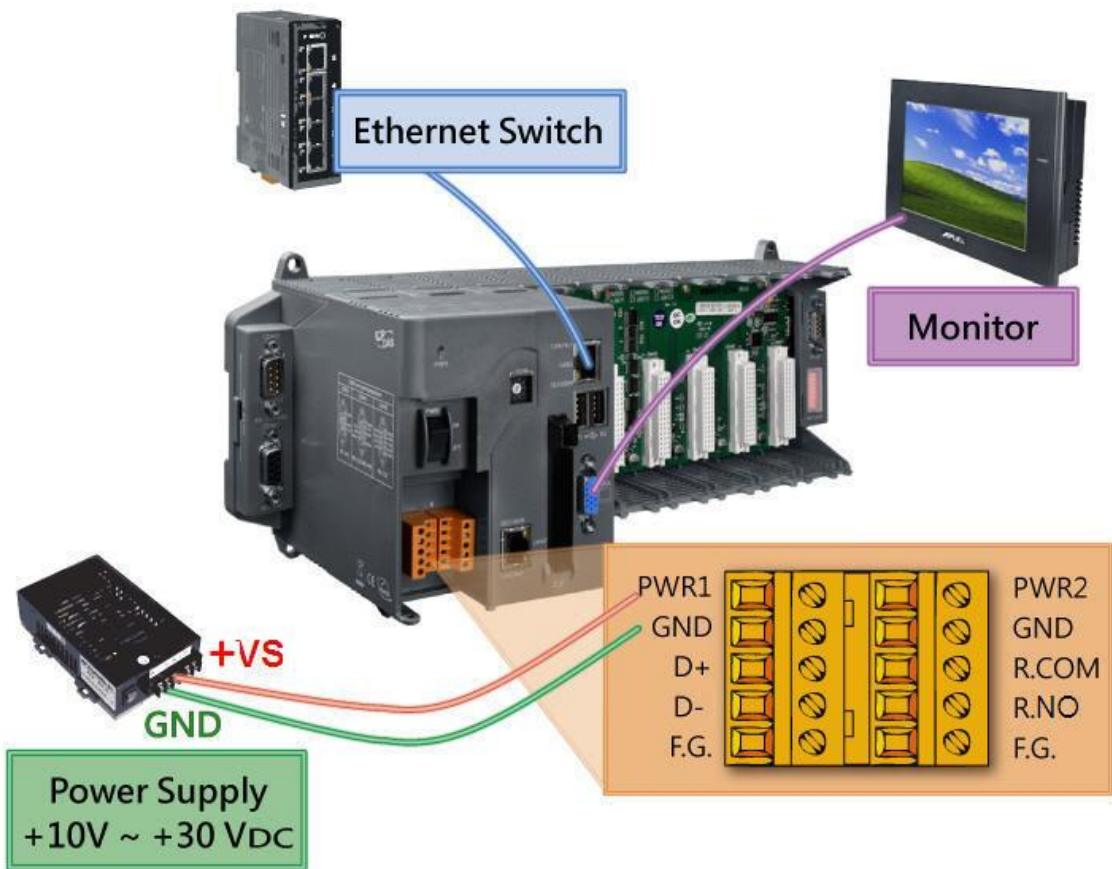 Ethernet Switch
Monitor
+VS
GND
Power Supply
+10V ~ +30 VDC
PWR1
GND
D+
D-
F.G.
PWR2
GND
R.COM
R.NO
F.G.